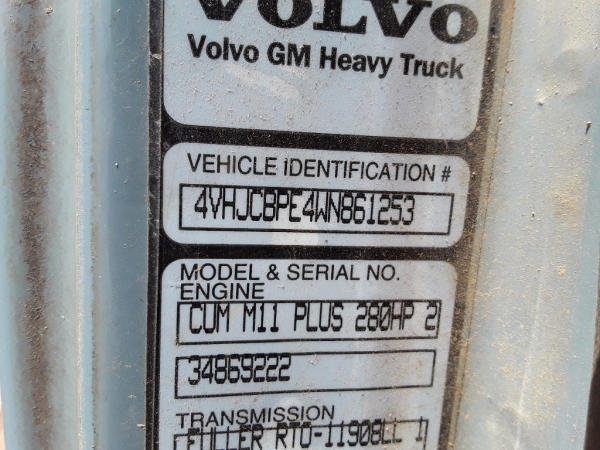 VOLVO
Volvo GM Heavy Truck
VEHICLE IDENTIFICATION #
4VHJCBPE4WN861253
MODEL & SERIAL NO.
ENGINE
CUM M11 PLUS 280HP 2
34869222
TRANSMISSION
FULLER RTO-11908LL 1